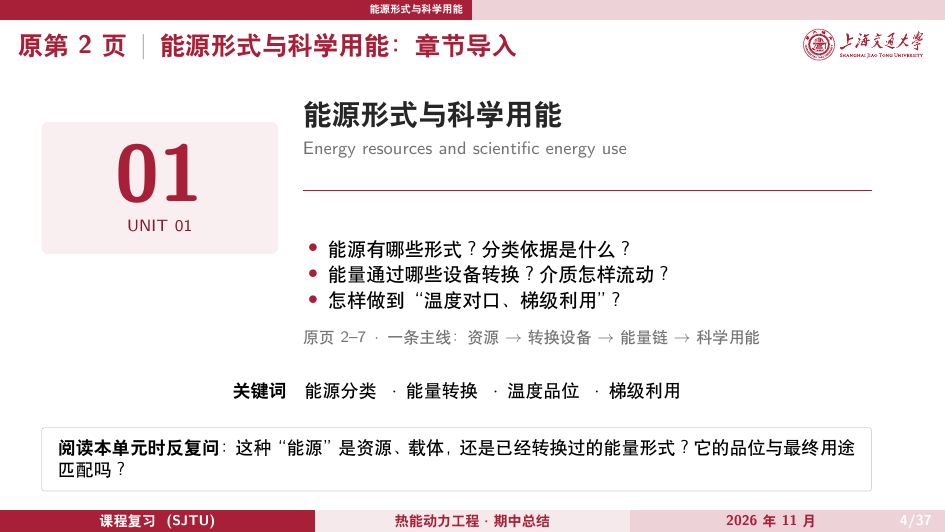 能源形式与科学用能
原第 2 页 | 能源形式与科学用能：章节导入
上海交通大学
SHANGHAI JIAO TONG UNIVERSITY
01
UNIT 01
能源形式与科学用能
Energy resources and scientific energy use
• 能源有哪些形式？分类依据是什么？
• 能量通过哪些设备转换？介质怎样流动？
• 怎样做到 “温度对口、梯级利用”？
原页 2–7 · 一条主线：资源 → 转换设备 → 能量链 → 科学用能
关键词 能源分类 · 能量转换 · 温度品位 · 梯级利用
阅读本单元时反复问：这种 “能源” 是资源、载体，还是已经转换过的能量形式？它的品位与最终用途
匹配吗？
课程复习（SJTU） 热能动力工程 · 期中总结 2026 年 11 月 4/37